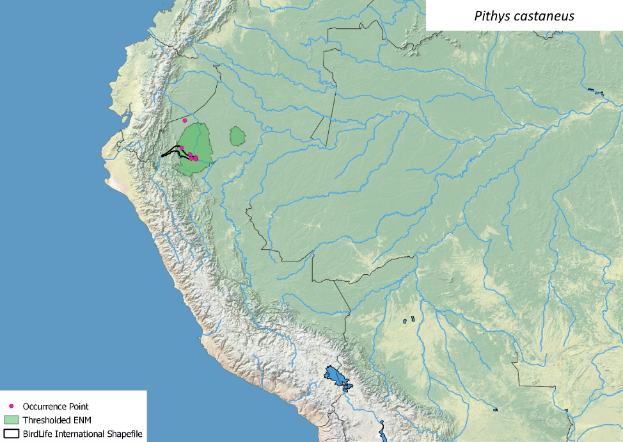 Pithys castaneus
Occurrence Point
Thresholded ENM
BirdLife International Shapefile